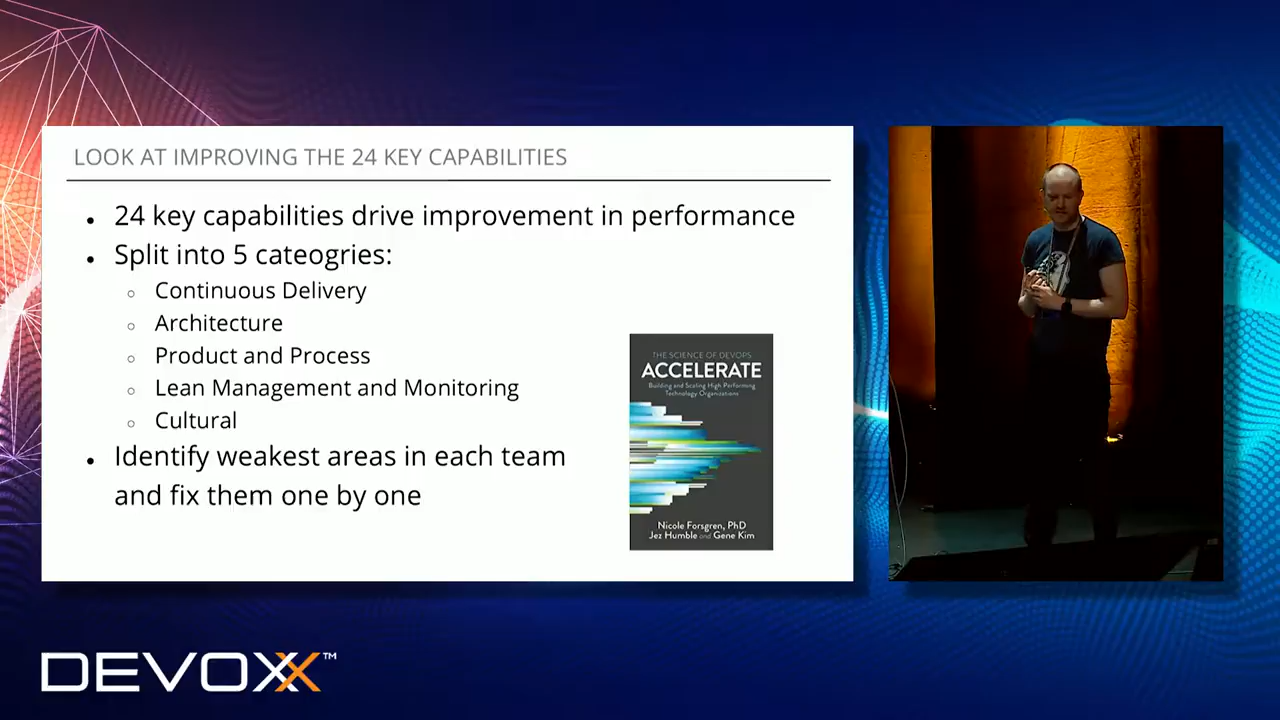 LOOK AT IMPROVING THE 24 KEY CAPABILITIES
24 key capabilities drive improvement in performance
Split into 5 cateogries:
Continuous Delivery
Architecture
Product and Process
Lean Management and Monitoring
Cultural
Identify weakest areas in each team
and fix them one by one
THE SCIENCE OF DEVOPS
ACCELERATE
Building and Scaling High Performing
Technology Organizations
Nicole Forsgren, PhD
Jez Humble and Gene Kim
DEVOXX™